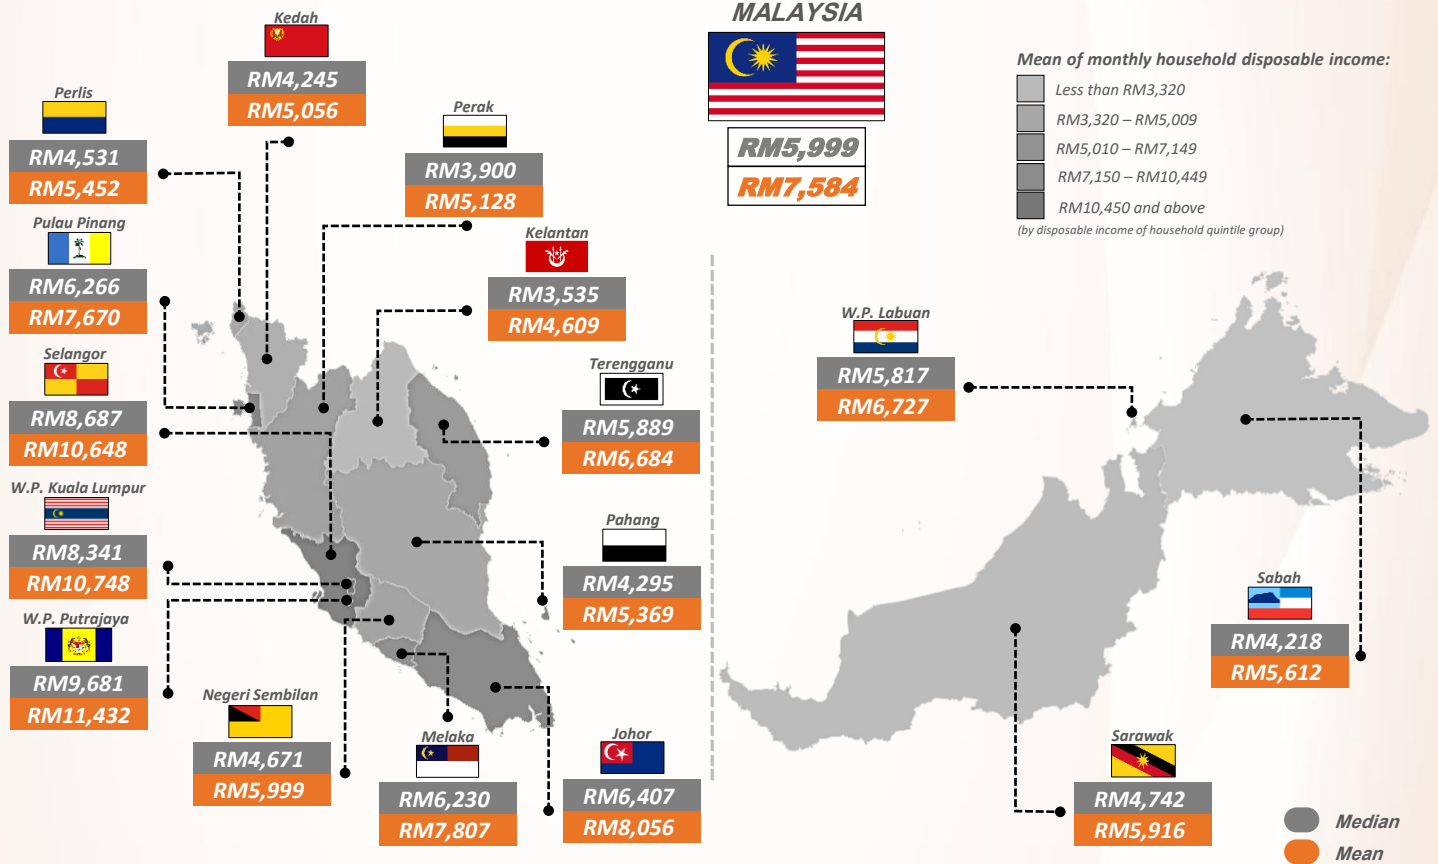 MALAYSIA
RM5,999
RM7,584
Mean of monthly household disposable income:
Less than RM3,320
RM3,320 – RM5,009
RM5,010 – RM7,149
RM7,150 – RM10,449
RM10,450 and above
(by disposable income of household quintile group)
Kedah
RM4,245
RM5,056
Perlis
RM4,531
RM5,452
Perak
RM3,900
RM5,128
Pulau Pinang
RM6,266
RM7,670
Kelantan
RM3,535
RM4,609
Selangor
RM8,687
RM10,648
Terengganu
RM5,889
RM6,684
W.P. Kuala Lumpur
RM8,341
RM10,748
Pahang
RM4,295
RM5,369
W.P. Putrajaya
RM9,681
RM11,432
Negeri Sembilan
RM4,671
RM5,999
Melaka
RM6,230
RM7,807
Johor
RM6,407
RM8,056
W.P. Labuan
RM5,817
RM6,727
Sabah
RM4,218
RM5,612
Sarawak
RM4,742
RM5,916
Median
Mean